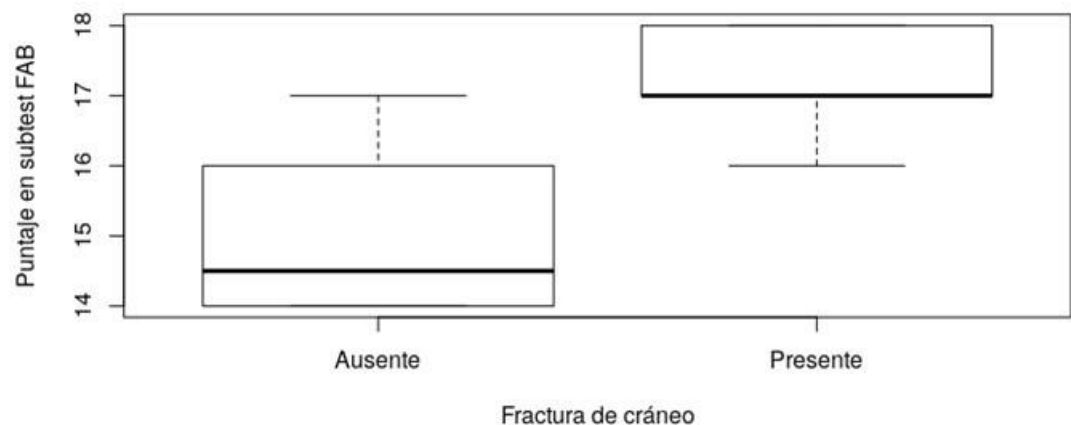 Puntaje en subtest FAB
18
17
16
15
14
Ausente Presente
Fractura de cráneo